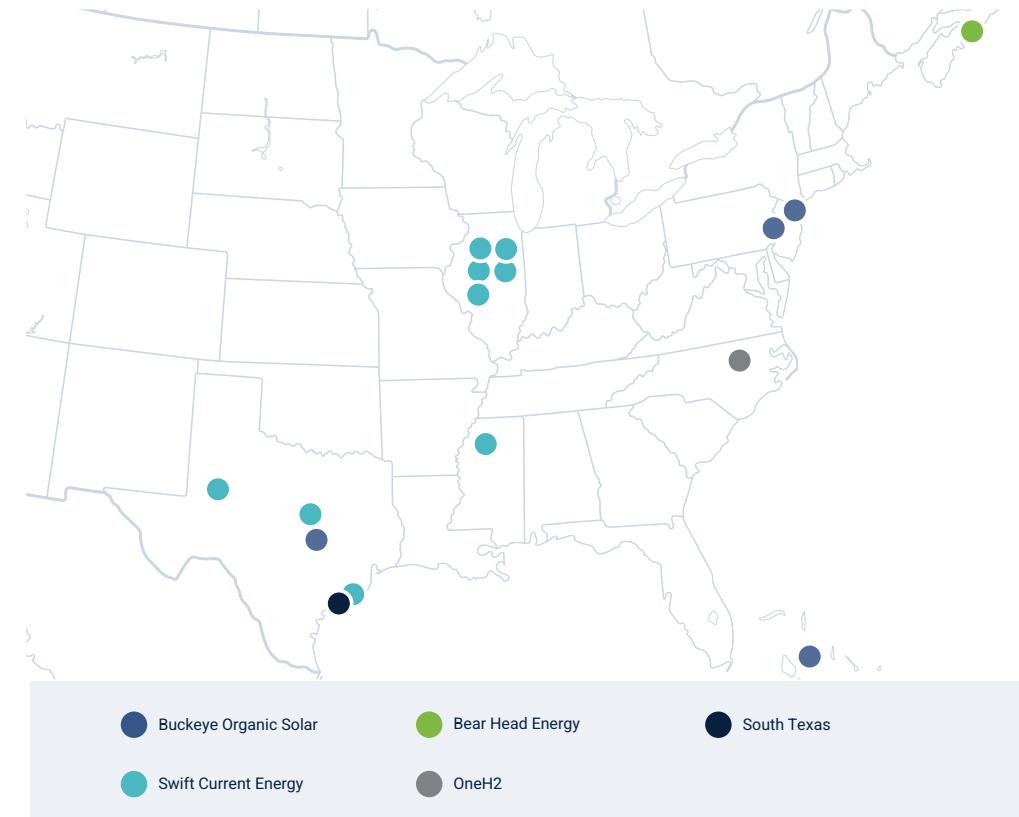 Buckeye Organic Solar
Bear Head Energy
South Texas
Swift Current Energy
OneH2